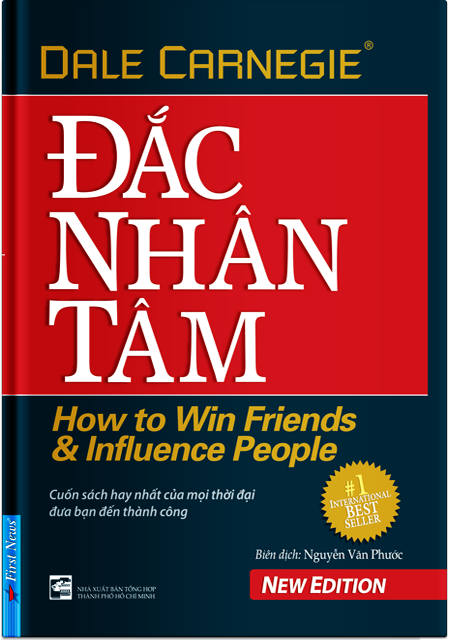 DALE CARNEGIE®
ĐẮC
NHÂN
TÂM
How to Win Friends
& Influence People
Cuốn sách hay nhất của mọi thời đại
đưa bạn đến thành công
#1
INTERNATIONAL
BEST
SELLER
Biên dịch: Nguyễn Văn Phước
NEW EDITION
First News
NHÀ XUẤT BẢN TỔNG HỢP
THÀNH PHỐ HỒ CHÍ MINH